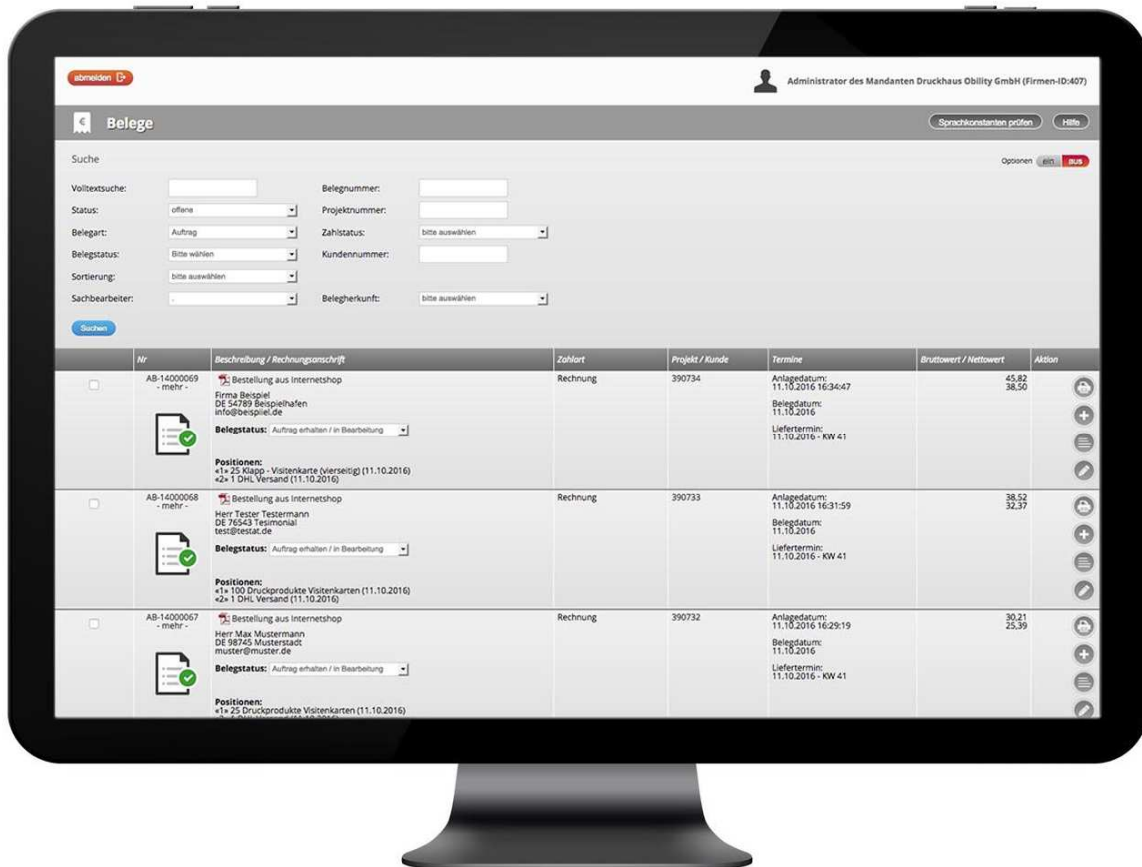 abmelden
Administrator des Mandanten Druckhaus Obility GmbH (Firmen-ID:407)
€ Belege
Sprachkonstanten prüfen Hilfe
Suche
Optionen ein aus
Volltextsuche: Belegnummer:
Status: offene Projektnummer:
Belegart: Auftrag Zahlstatus: bitte auswählen
Belegstatus: Bitte wählen Kundennummer:
Sortierung: bitte auswählen
Sachbearbeiter: . Belegherkunft: bitte auswählen
Suchen
Nr Beschreibung / Rechnungsanschrift Zahlart Projekt / Kunde Termine Bruttowert / Nettowert Aktion
AB-14000069 Bestellung aus Internetshop Rechnung 390734 Anlagedatum: 45,82
- mehr - 11.10.2016 16:34:47 38,50
Firma Beispiel
DE 54789 Beispielhafen Belegdatum:
info@beispiiel.de 11.10.2016
Belegstatus: Auftrag erhalten / in Bearbeitung Liefertermin:
11.10.2016 - KW 41
Positionen:
«1» 25 Klapp - Visitenkarte (vierseitig) (11.10.2016)
«2» 1 DHL Versand (11.10.2016)
AB-14000068 Bestellung aus Internetshop Rechnung 390733 Anlagedatum: 38,52
- mehr - 11.10.2016 16:31:59 32,37
Herr Tester Testermann
DE 76543 Tesimonial Belegdatum:
test@testat.de 11.10.2016
Belegstatus: Auftrag erhalten / in Bearbeitung Liefertermin:
11.10.2016 - KW 41
Positionen:
«1» 100 Druckprodukte Visitenkarten (11.10.2016)
«2» 1 DHL Versand (11.10.2016)
AB-14000067 Bestellung aus Internetshop Rechnung 390732 Anlagedatum: 30,21
- mehr - 11.10.2016 16:29:19 25,39
Herr Max Mustermann
DE 98745 Musterstadt Belegdatum:
muster@muster.de 11.10.2016
Belegstatus: Auftrag erhalten / in Bearbeitung Liefertermin:
11.10.2016 - KW 41
Positionen:
«1» 25 Druckprodukte Visitenkarten (11.10.2016)